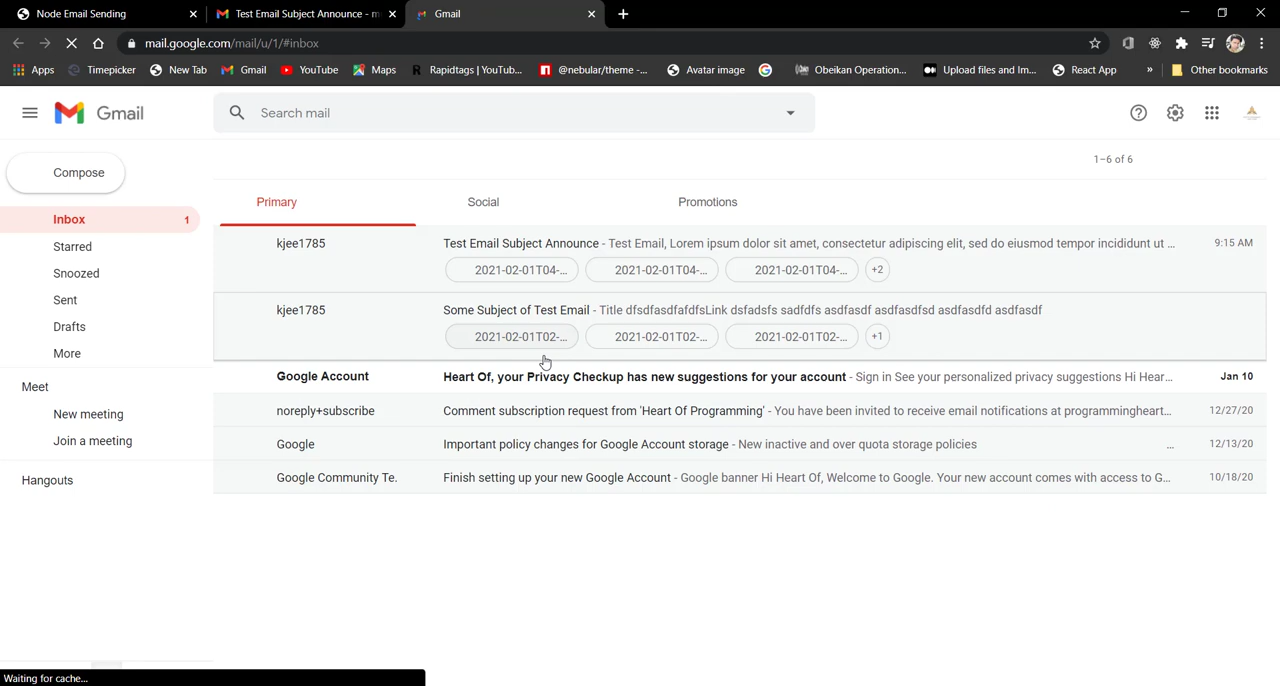 Node Email Sending
Test Email Subject Announce - m
Gmail
mail.google.com/mail/u/1/#inbox
Apps
Timepicker
New Tab
Gmail
YouTube
Maps
Rapidtags | YouTub...
@nebular/theme -...
Avatar image
Obeikan Operation...
Upload files and Im...
React App
»
Other bookmarks
Gmail
Search mail
1–6 of 6
Compose
Primary
Social
Promotions
Inbox 1
Starred
Snoozed
Sent
Drafts
More
Meet
New meeting
Join a meeting
Hangouts
kjee1785 Test Email Subject Announce - Test Email, Lorem ipsum dolor sit amet, consectetur adipiscing elit, sed do eiusmod tempor incididunt ut ... 9:15 AM
2021-02-01T04-... 2021-02-01T04-... 2021-02-01T04-... +2
kjee1785 Some Subject of Test Email - Title dfsdfasdfafdfsLink dsfadsfs sadfdfs asdfasdf asdfasdfsd asdfasdfd asdfasdf
2021-02-01T02-... 2021-02-01T02-... 2021-02-01T02-... +1
Google Account Heart Of, your Privacy Checkup has new suggestions for your account - Sign in See your personalized privacy suggestions Hi Hear... Jan 10
noreply+subscribe Comment subscription request from 'Heart Of Programming' - You have been invited to receive email notifications at programmingheart... 12/27/20
Google Important policy changes for Google Account storage - New inactive and over quota storage policies ... 12/13/20
Google Community Te. Finish setting up your new Google Account - Google banner Hi Heart Of, Welcome to Google. Your new account comes with access to G... 10/18/20
Waiting for cache...